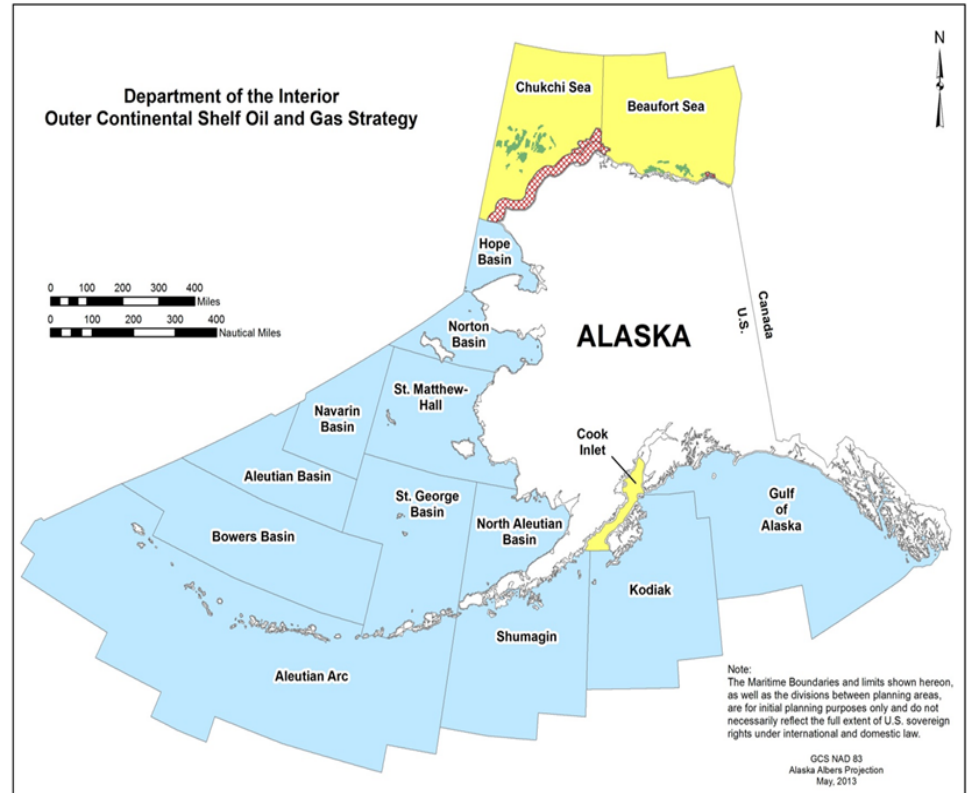 Department of the Interior
Outer Continental Shelf Oil and Gas Strategy
N
Chukchi Sea
Beaufort Sea
Hope
Basin
0 100 200 300 400
Miles
0 100 200 300 400
Nautical Miles
Norton
Basin
ALASKA
Canada
U.S.
St. Matthew-
Hall
Navarin
Basin
Cook
Inlet
Aleutian Basin
St. George
Basin
Gulf
of
Alaska
North Aleutian
Basin
Bowers Basin
Kodiak
Shumagin
Aleutian Arc
Note:
The Maritime Boundaries and limits shown hereon,
as well as the divisions between planning areas,
are for initial planning purposes only and do not
necessarily reflect the full extent of U.S. sovereign
rights under international and domestic law.
GCS NAD 83
Alaska Albers Projection
May, 2013